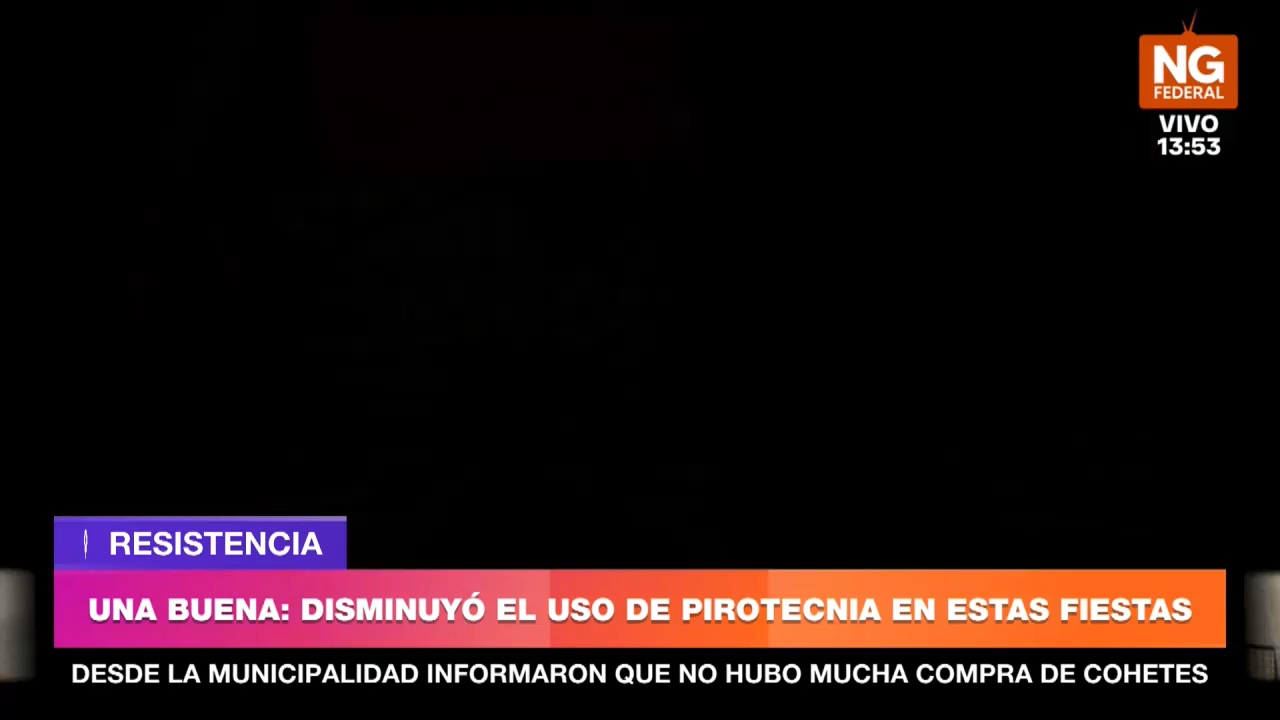 NG
FEDERAL
VIVO
13:53
RESISTENCIA
UNA BUENA: DISMINUYÓ EL USO DE PIROTECNIA EN ESTAS FIESTAS
DESDE LA MUNICIPALIDAD INFORMARON QUE NO HUBO MUCHA COMPRA DE COHETES